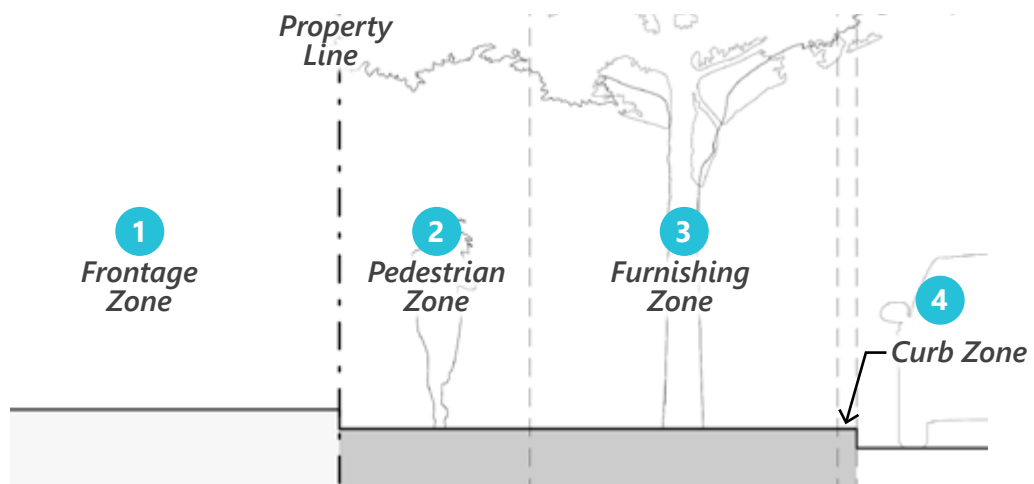 Property
Line
1
Frontage
Zone
2
Pedestrian
Zone
3
Furnishing
Zone
4
Curb Zone